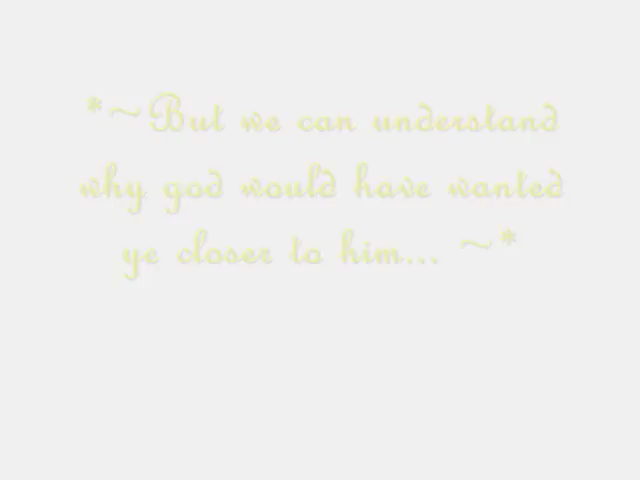 *~But we can understand
why god would have wanted
ye closer to him... ~*